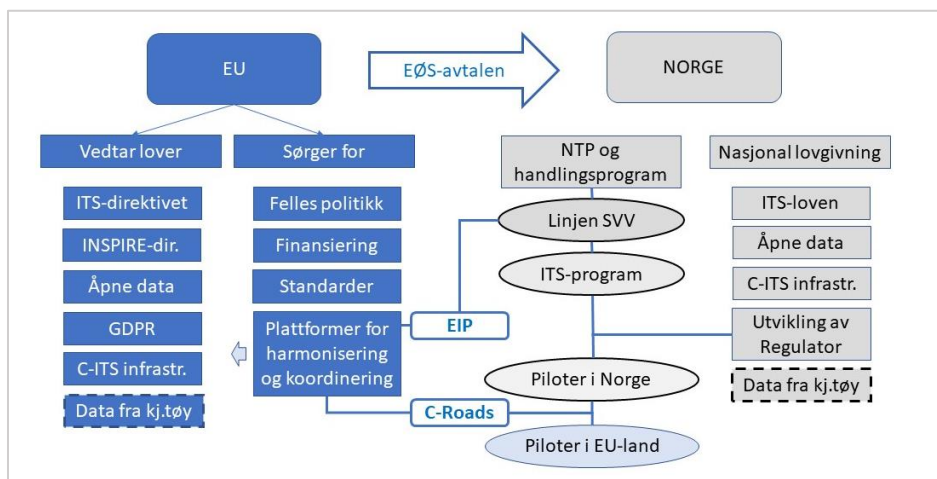 EU
EØS-avtalen
NORGE
Vedtar lover
Sørger for
NTP og
handlingsprogram
Nasjonal lovgivning
ITS-direktivet
Felles politikk
Linjen SVV
ITS-loven
INSPIRE-dir.
Finansiering
ITS-program
Åpne data
Åpne data
Standarder
C-ITS infrastr.
GDPR
Plattformer for
harmonisering
og koordinering
EIP
Utvikling av
Regulator
C-ITS infrastr.
Piloter i Norge
Data fra kj.tøy
Data fra kj.tøy
C-Roads
Piloter i EU-land